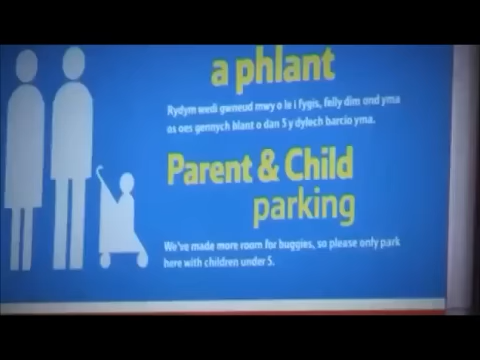 a phlant
Rydym wedi gwneud mwy o le i fygis, felly dim ond yma
os oes gennych blant o dan 5 y dylech barcio yma.
Parent & Child
parking
We've made more room for buggies, so please only park
here with children under 5.